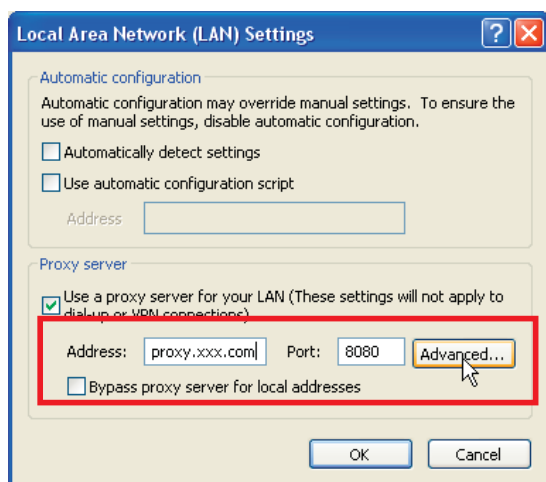 Local Area Network (LAN) Settings
Automatic configuration
Automatic configuration may override manual settings. To ensure the
use of manual settings, disable automatic configuration.
Automatically detect settings
Use automatic configuration script
Address
Proxy server
Use a proxy server for your LAN (These settings will not apply to
dial-up or VPN connections)
Address: proxy.xxx.com Port: 8080 Advanced...
Bypass proxy server for local addresses
OK Cancel